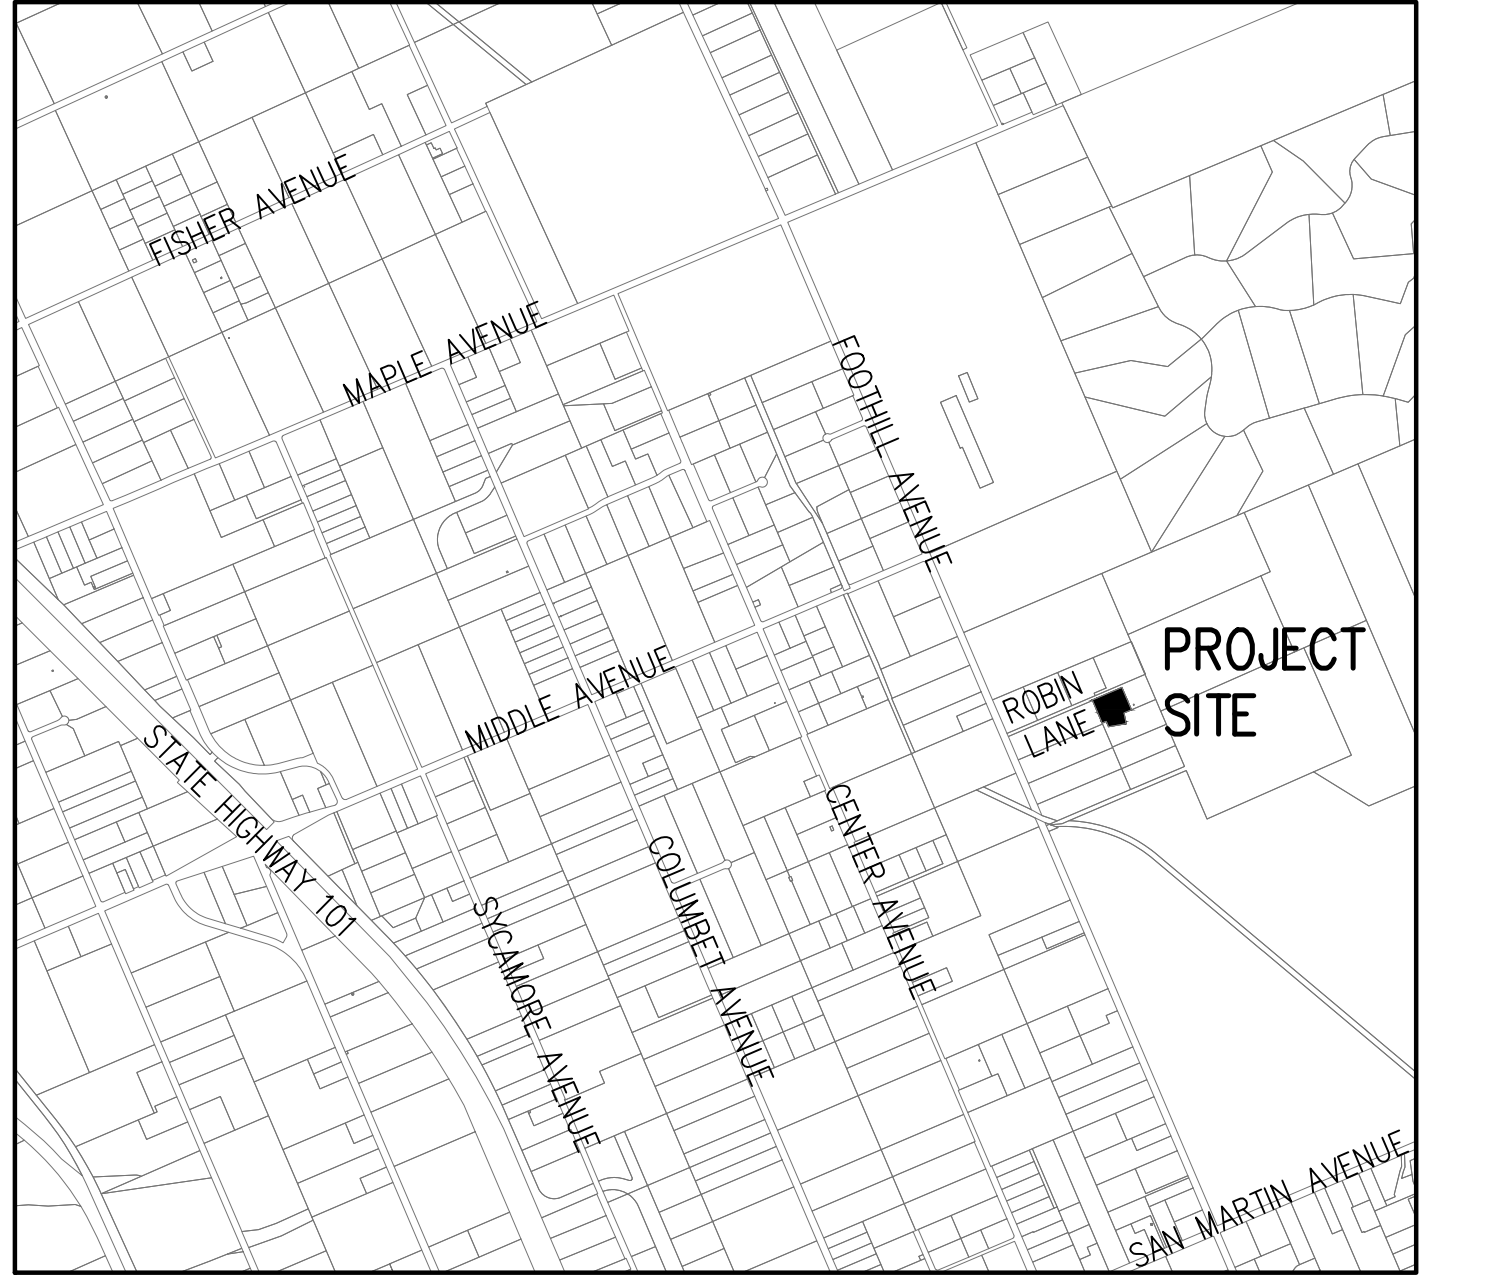 FISHER AVENUE
MAPLE AVENUE
FOOTHILL AVENUE
MIDDLE AVENUE
ROBIN
LANE
PROJECT
SITE
STATE HIGHWAY 101
CENTER AVENUE
COLUMBET AVENUE
SYCAMORE AVENUE
SAN MARTIN AVENUE